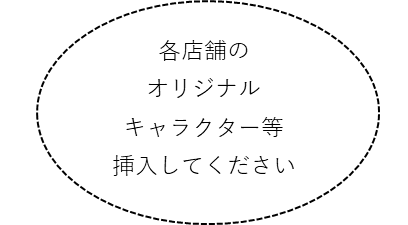 各店舗の
オリジナル
キャラクター等
挿入してください